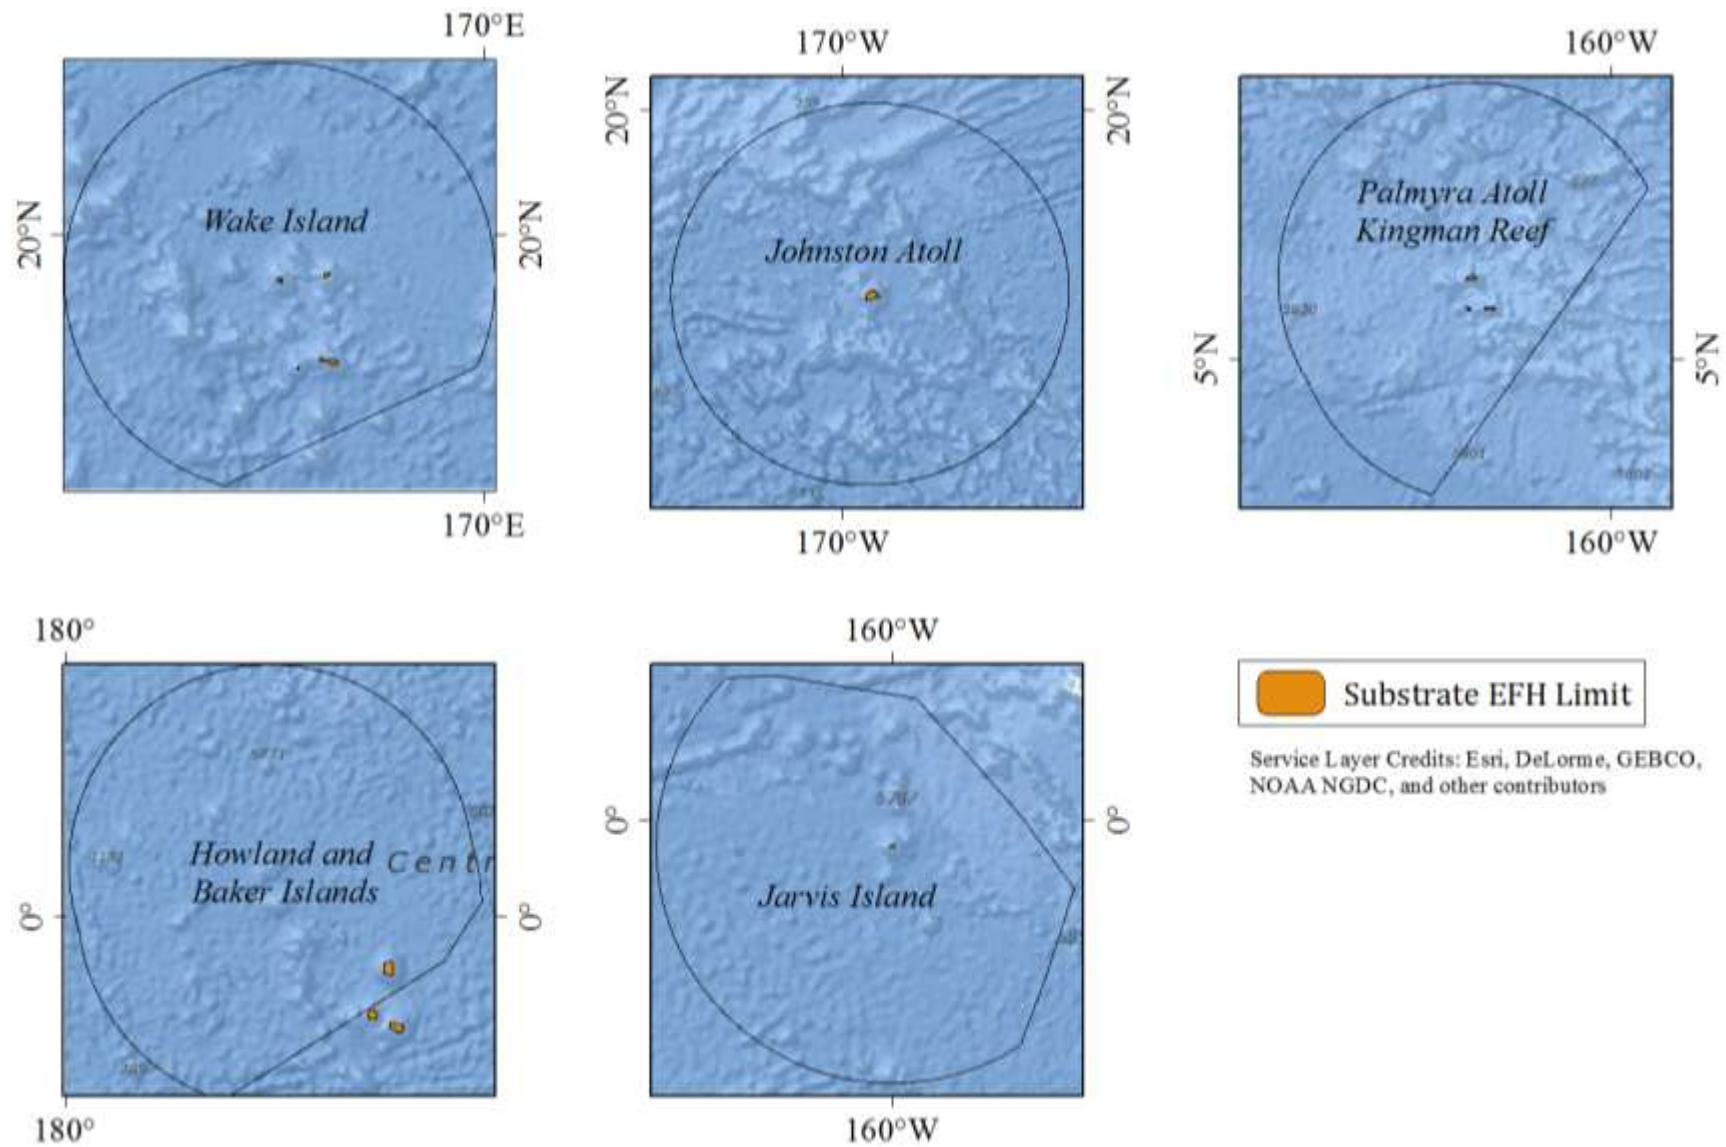 170°E
170°W
160°W
20°N
20°N
20°N
20°N
Wake Island
Johnston Atoll
Palmyra Atoll
Kingman Reef
5°N
5°N
170°E
170°W
160°W
180°
160°W
Substrate EFH Limit
Service Layer Credits: Esri, DeLorme, GEBCO,
NOAA NGDC, and other contributors
5767
0°
0°
0°
0°
Howland and
Baker Islands
Centr
Jarvis Island
180°
160°W